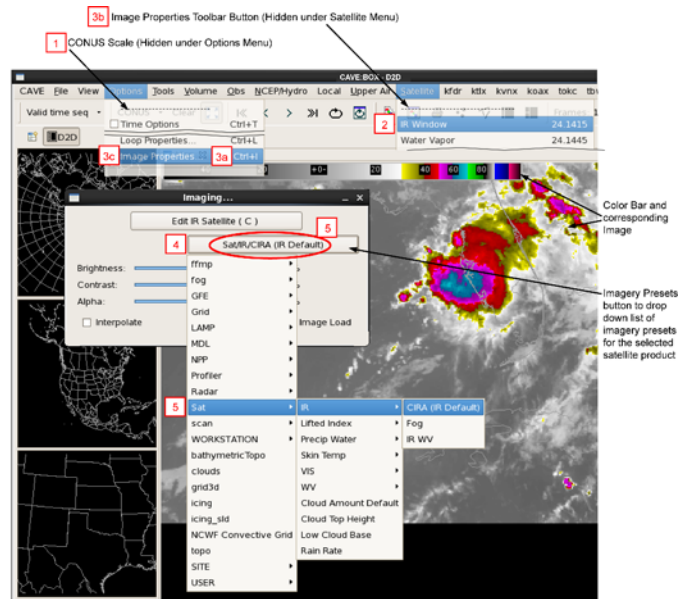 3b Image Properties Toolbar Button (Hidden under Satellite Menu)
1 CONUS Scale (Hidden under Options Menu)
CAVE:BOX - D2D
CAVE File View Options Tools Volume Obs NCEP/Hydro Local Upper Air Satellite kfdr ktlx kvnx koax tokc
Valid time seq CONUS Clear Frames
Time Options Ctrl+T
2 IR Window 24.1415
D2D
Loop Properties... Ctrl+L
Water Vapor 24.1445
3c Image Properties... 3a Ctrl+I
+0- 20 40 60 80
Imaging...
Edit IR Satellite ( C )
5
4 Sat/IR/CIRA (IR Default)
Color Bar and
corresponding
Image
Brightness:
Contrast:
Alpha:
Interpolate Image Load
Imagery Presets
button to drop
down list of
imagery presets
for the selected
satellite product
ffmp
fog
GFE
Grid
LAMP
MDL
NPP
Profiler
Radar
5 Sat IR CIRA (IR Default)
scan Lifted Index Fog
WORKSTATION Precip Water IR WV
bathymetricTopo Skin Temp
clouds VIS
grid3d WV
icing Cloud Amount Default
icing_sld Cloud Top Height
NCWF Convective Grid Low Cloud Base
topo Rain Rate
SITE
USER